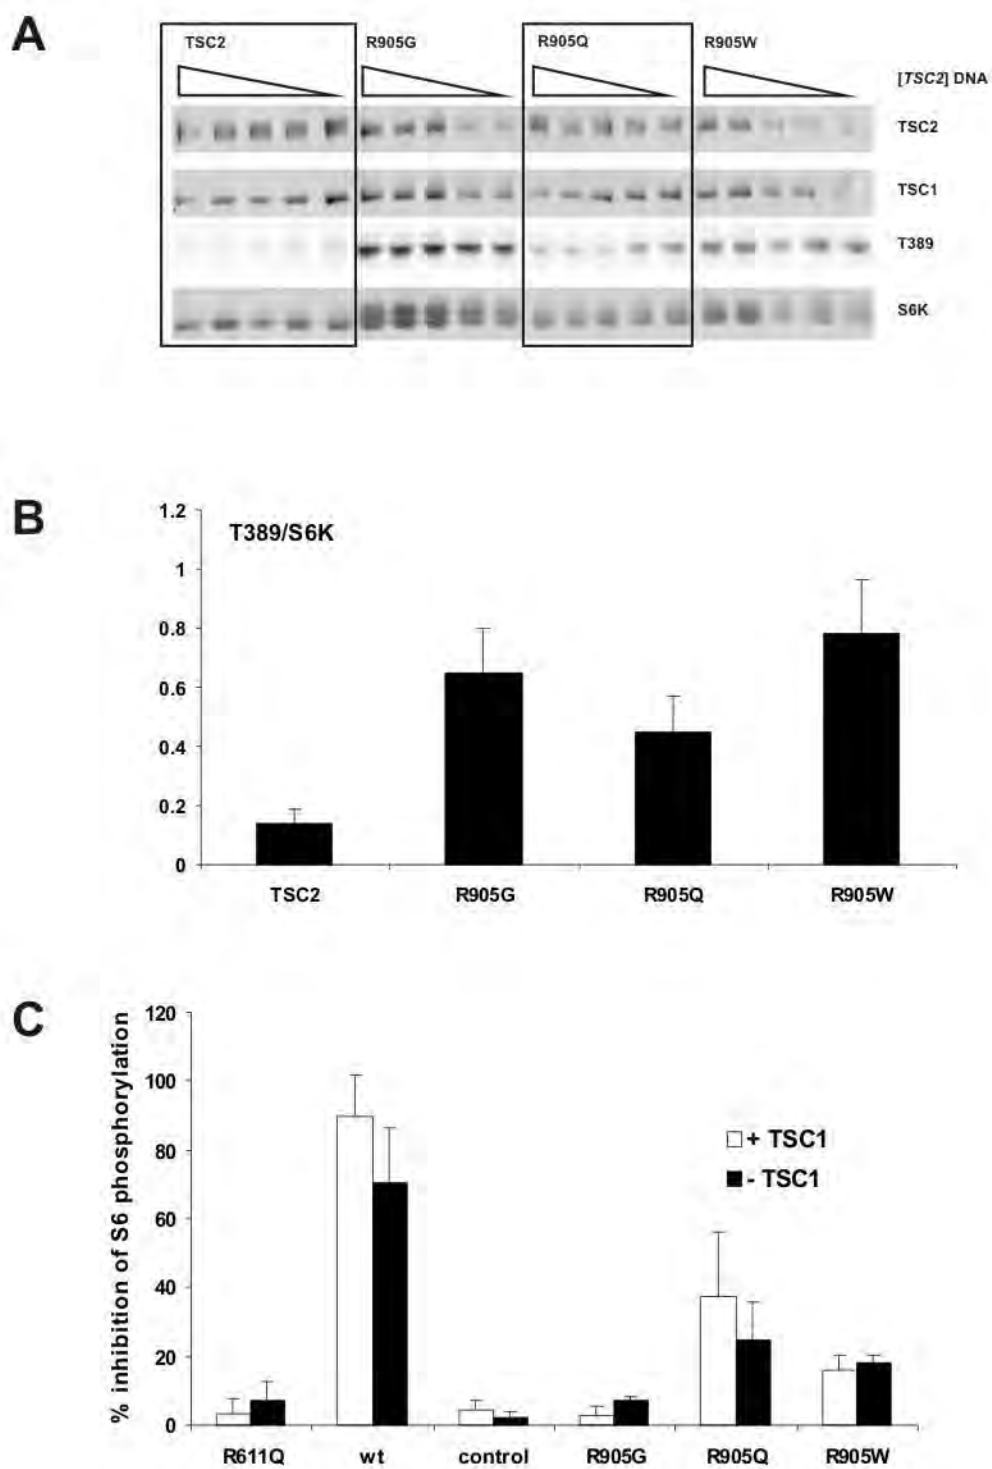 A
TSC2 R905G R905Q R905W
[TSC2] DNA
TSC2
TSC1
T389
S6K
B
T389/S6K
1.2
1
0.8
0.6
0.4
0.2
0
TSC2 R905G R905Q R905W
C
% inhibition of S6 phosphorylation
120
100
80
60
40
20
0
+ TSC1
- TSC1
R611Q wt control R905G R905Q R905W